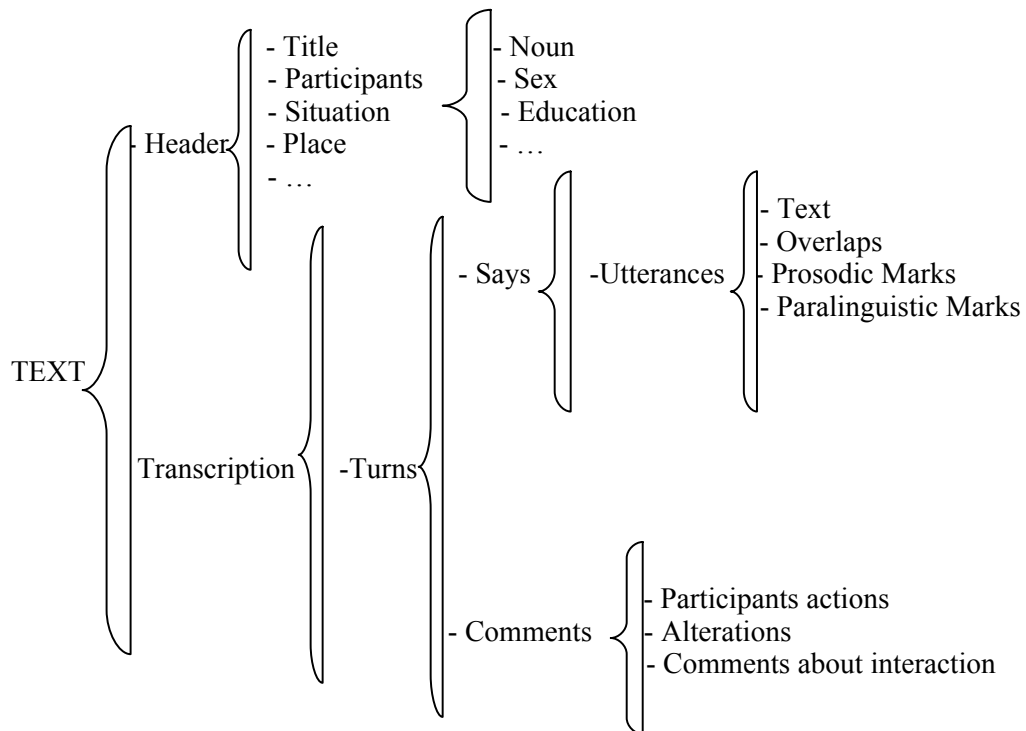 TEXT
- Header
- Title
- Participants
- Situation
- Place
- …
- Noun
- Sex
- Education
- …
Transcription
-Turns
- Says
-Utterances
- Text
- Overlaps
- Prosodic Marks
- Paralinguistic Marks
- Comments
- Participants actions
- Alterations
- Comments about interaction